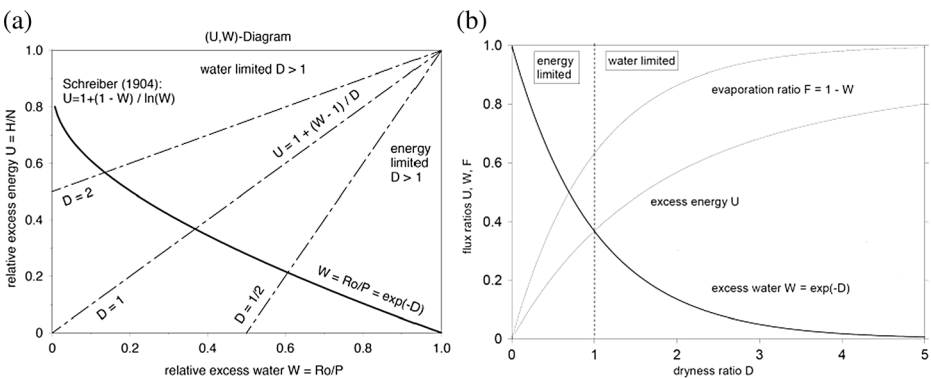 (a)
(U,W)-Diagram
1.0
0.8
0.6
0.4
0.2
0
relative excess energy U = H/N
Schreiber (1904):
U=1+(1 - W) / ln(W)
water limited D > 1
U = 1 + (W - 1) / D
energy
limited
D > 1
D = 2
D = 1
D = 1/2
W = Ro/P = exp(-D)
0
0.2
0.4
0.6
0.8
1.0
relative excess water W = Ro/P
(b)
1.0
0.8
0.6
0.4
0.2
0
flux ratios U, W, F
energy
limited
water limited
evaporation ratio F = 1 - W
excess energy U
excess water W = exp(-D)
0
1
2
3
4
5
dryness ratio D